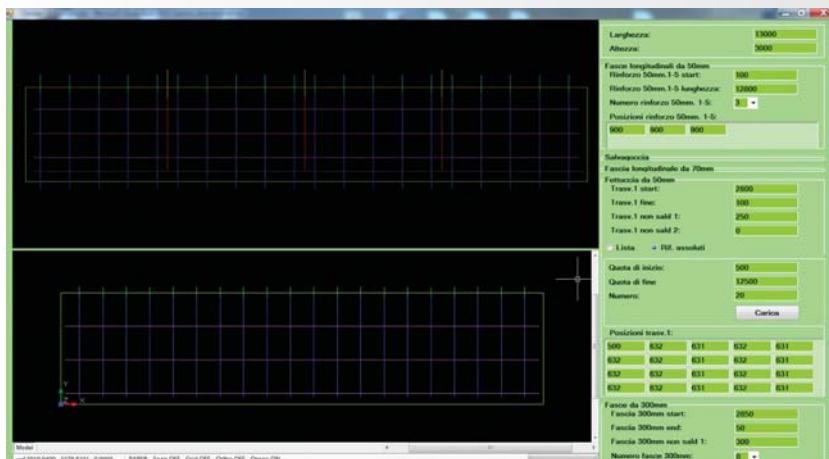 Larghezza: 13000
Altezza: 3000
Fasce longitudinali da 50mm
Rinforzo 50mm.1-5 start: 100
Rinforzo 50mm.1-5 lunghezza: 12800
Numero rinforzo 50mm. 1-5: 3
Posizioni rinforzo 50mm. 1-5:
900 900 900
Salvagoccia
Fascia longitudinale da 70mm
Fettuccia da 50mm
Trasv.1 start: 2800
Trasv.1 fine: 100
Trasv.1 non sald 1: 250
Trasv.1 non sald 2: 0
Lista Rif. assoluti
Quota di inizio: 500
Quota di fine 12500
Numero: 20
Carica
Posizioni trasv.1:
500 632 631 632 631
632 632 631 632 631
632 632 631 632 631
632 632 631 632 631
Fasce da 300mm
Fascia 300mm start: 2850
Fascia 300mm end: 50
Fascia 300mm non sald 1: 300
Numero fasce 300mm: 0
Y
Z X
Model